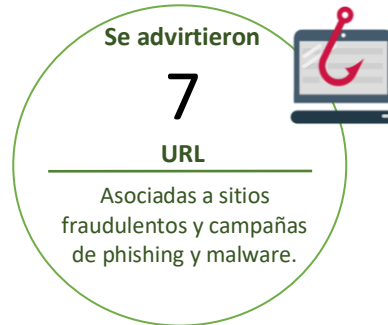 Se advirtieron
7
URL
Asociadas a sitios
fraudulentos y campañas
de phishing y malware.